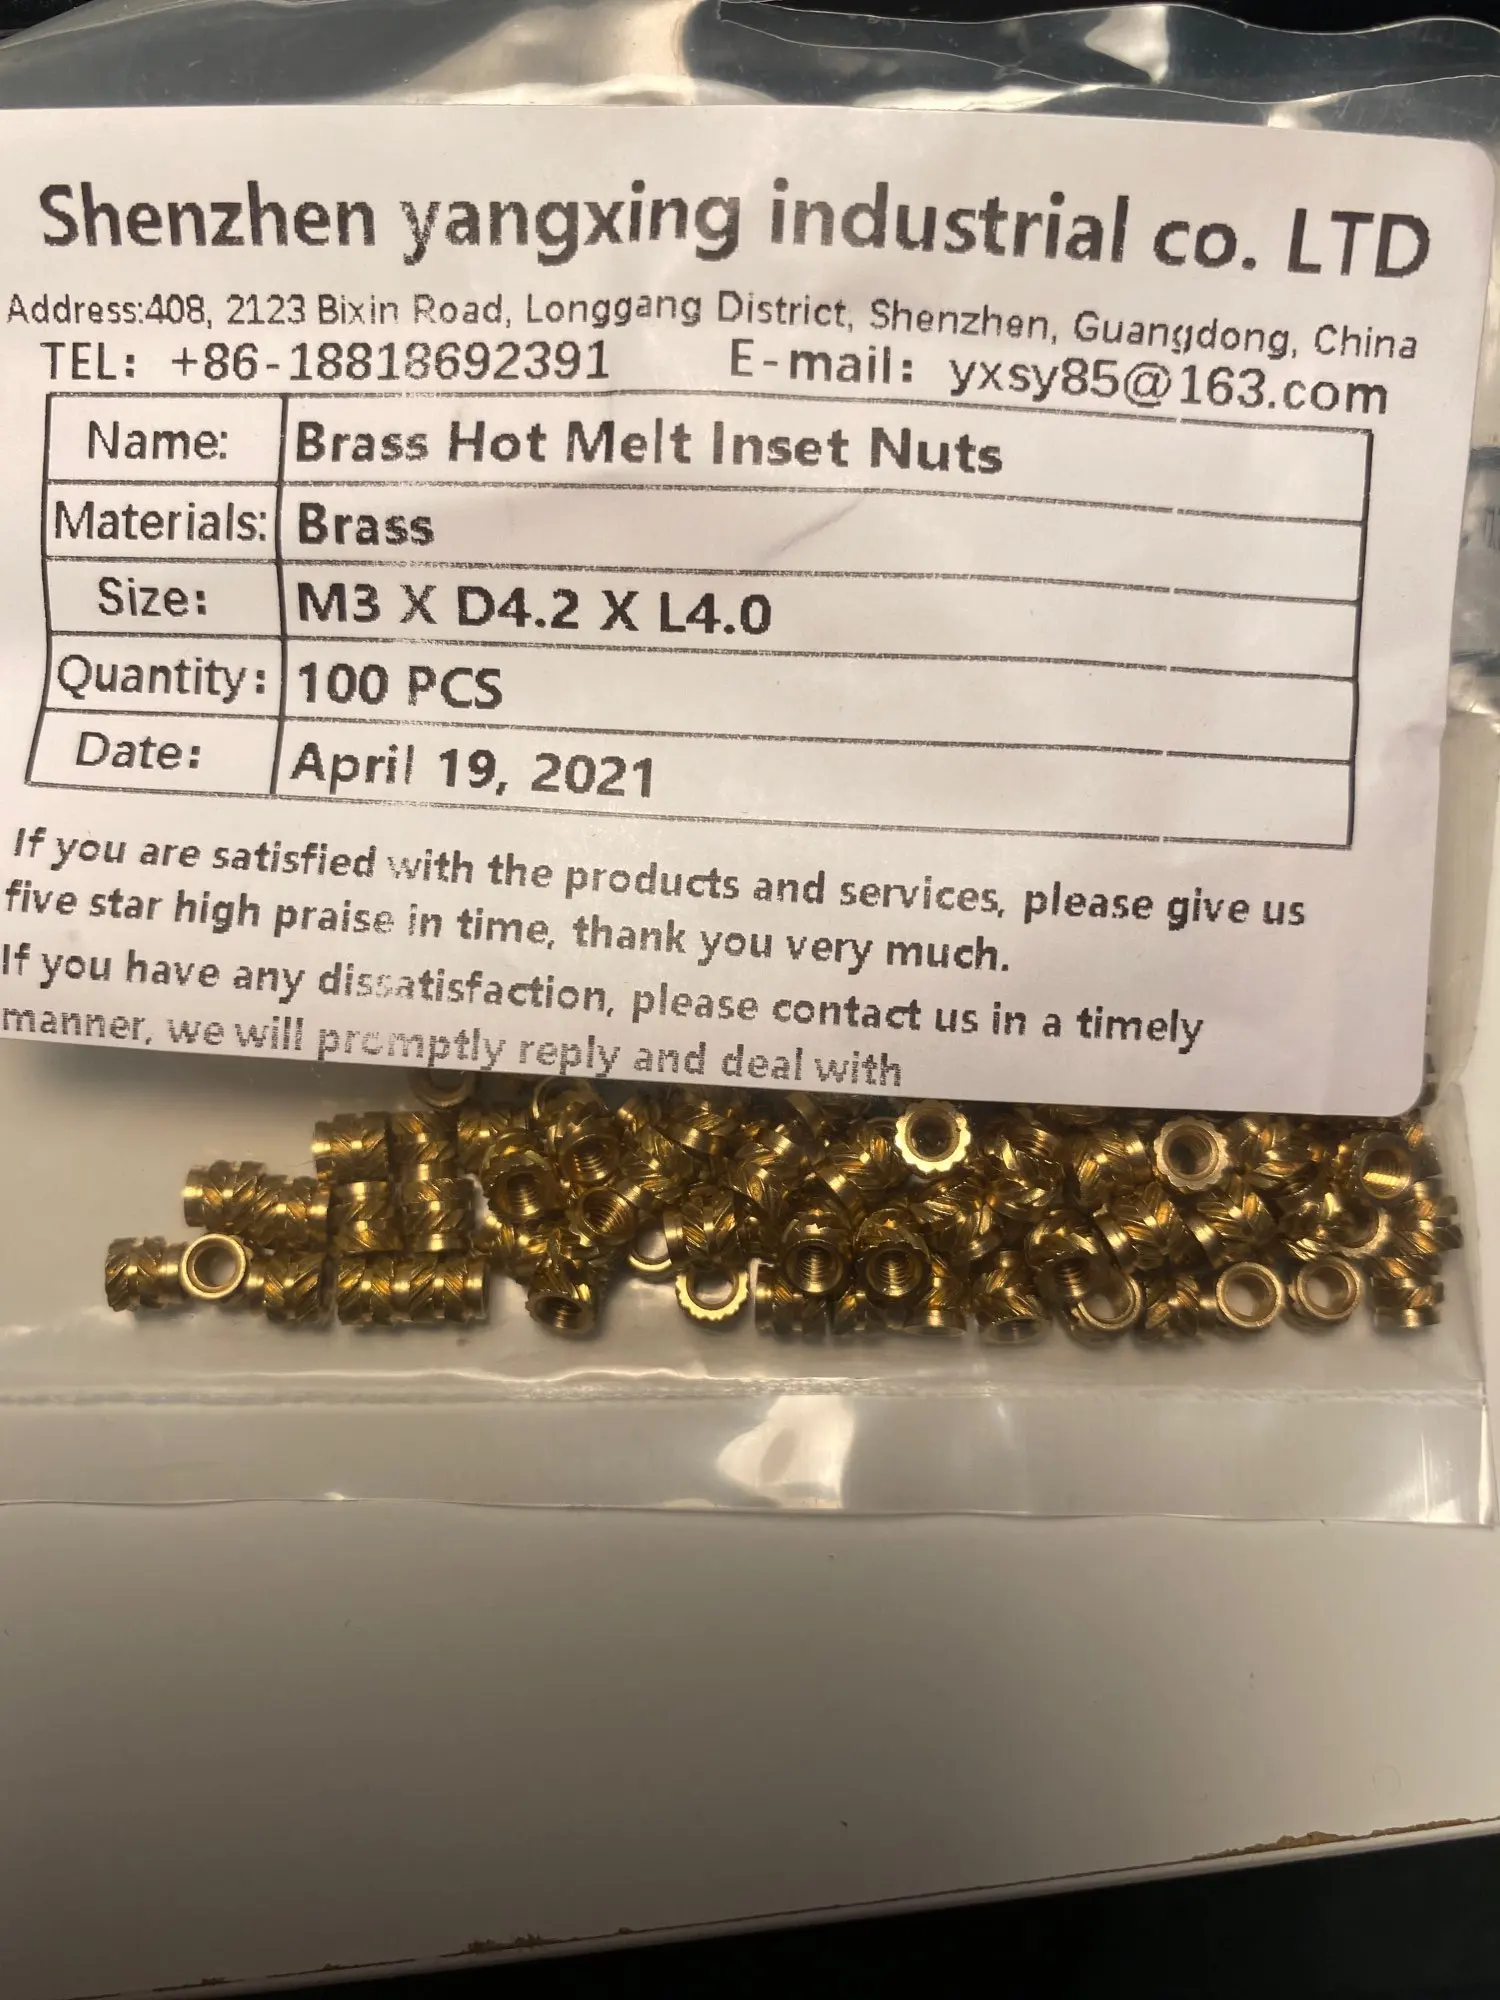 Shenzhen yangxing industrial co. LTD
Address:408, 2123 Bixin Road, Longgang District, Shenzhen, Guangdong, China
TEL: +86-18818692391 E-mail: yxsy85@163.com
Name: Brass Hot Melt Inset Nuts
Materials: Brass
Size: M3 X D4.2 X L4.0
Quantity: 100 PCS
Date: April 19, 2021
If you are satisfied with the products and services, please give us
five star high praise in time, thank you very much.
If you have any dissatisfaction, please contact us in a timely
manner, we will promptly reply and deal with